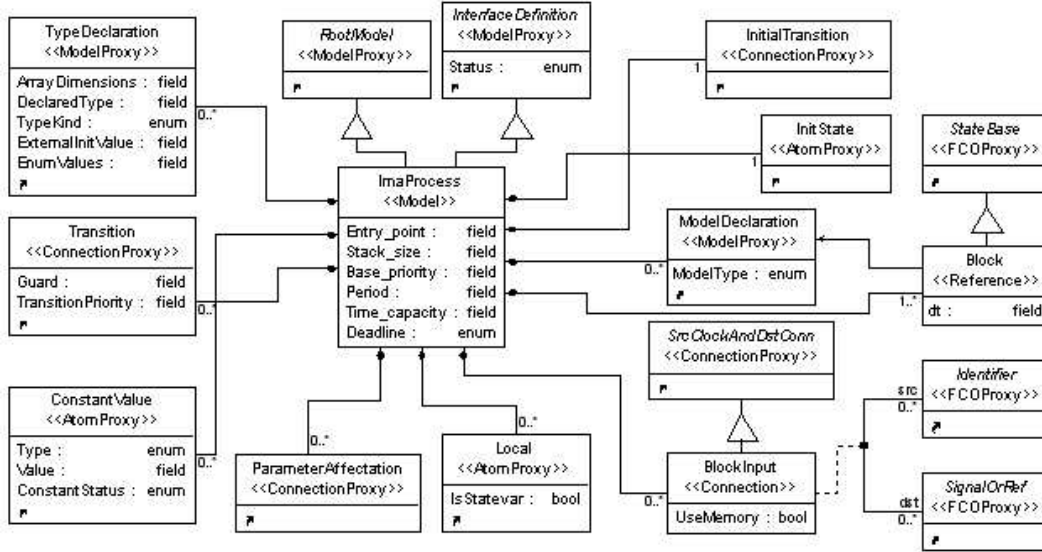 TypeDeclaration
<<ModelProxy>>
ArrayDimensions : field
DeclaredType : field
TypeKind : enum
ExternalInitValue : field
EnumValues : field
0..*
RootModel
<<ModelProxy>>
InterfaceDefinition
<<ModelProxy>>
Status : enum
InitialTransition
<<ConnectionProxy>>
1
InitState
<<AtomProxy>>
1
StateBase
<<FCOProxy>>
ImaProcess
<<Model>>
Entry_point : field
Stack_size : field
Base_priority : field
Period : field
Time_capacity : field
Deadline : enum
Transition
<<ConnectionProxy>>
Guard : field
TransitionPriority : field
0..*
ModelDeclaration
<<ModelProxy>>
ModelType : enum
0..*
Block
<<Reference>>
dt : field
1..*
SrcClockAndDstConn
<<ConnectionProxy>>
ConstantValue
<<AtomProxy>>
Type : enum
Value : field
ConstantStatus : enum
0..*
ParameterAffectation
<<ConnectionProxy>>
0..*
Local
<<AtomProxy>>
IsStatevar : bool
0..*
BlockInput
<<Connection>>
UseMemory : bool
0..*
Identifier
<<FCOProxy>>
src
0..*
SignalOrRef
<<FCOProxy>>
dst
0..*